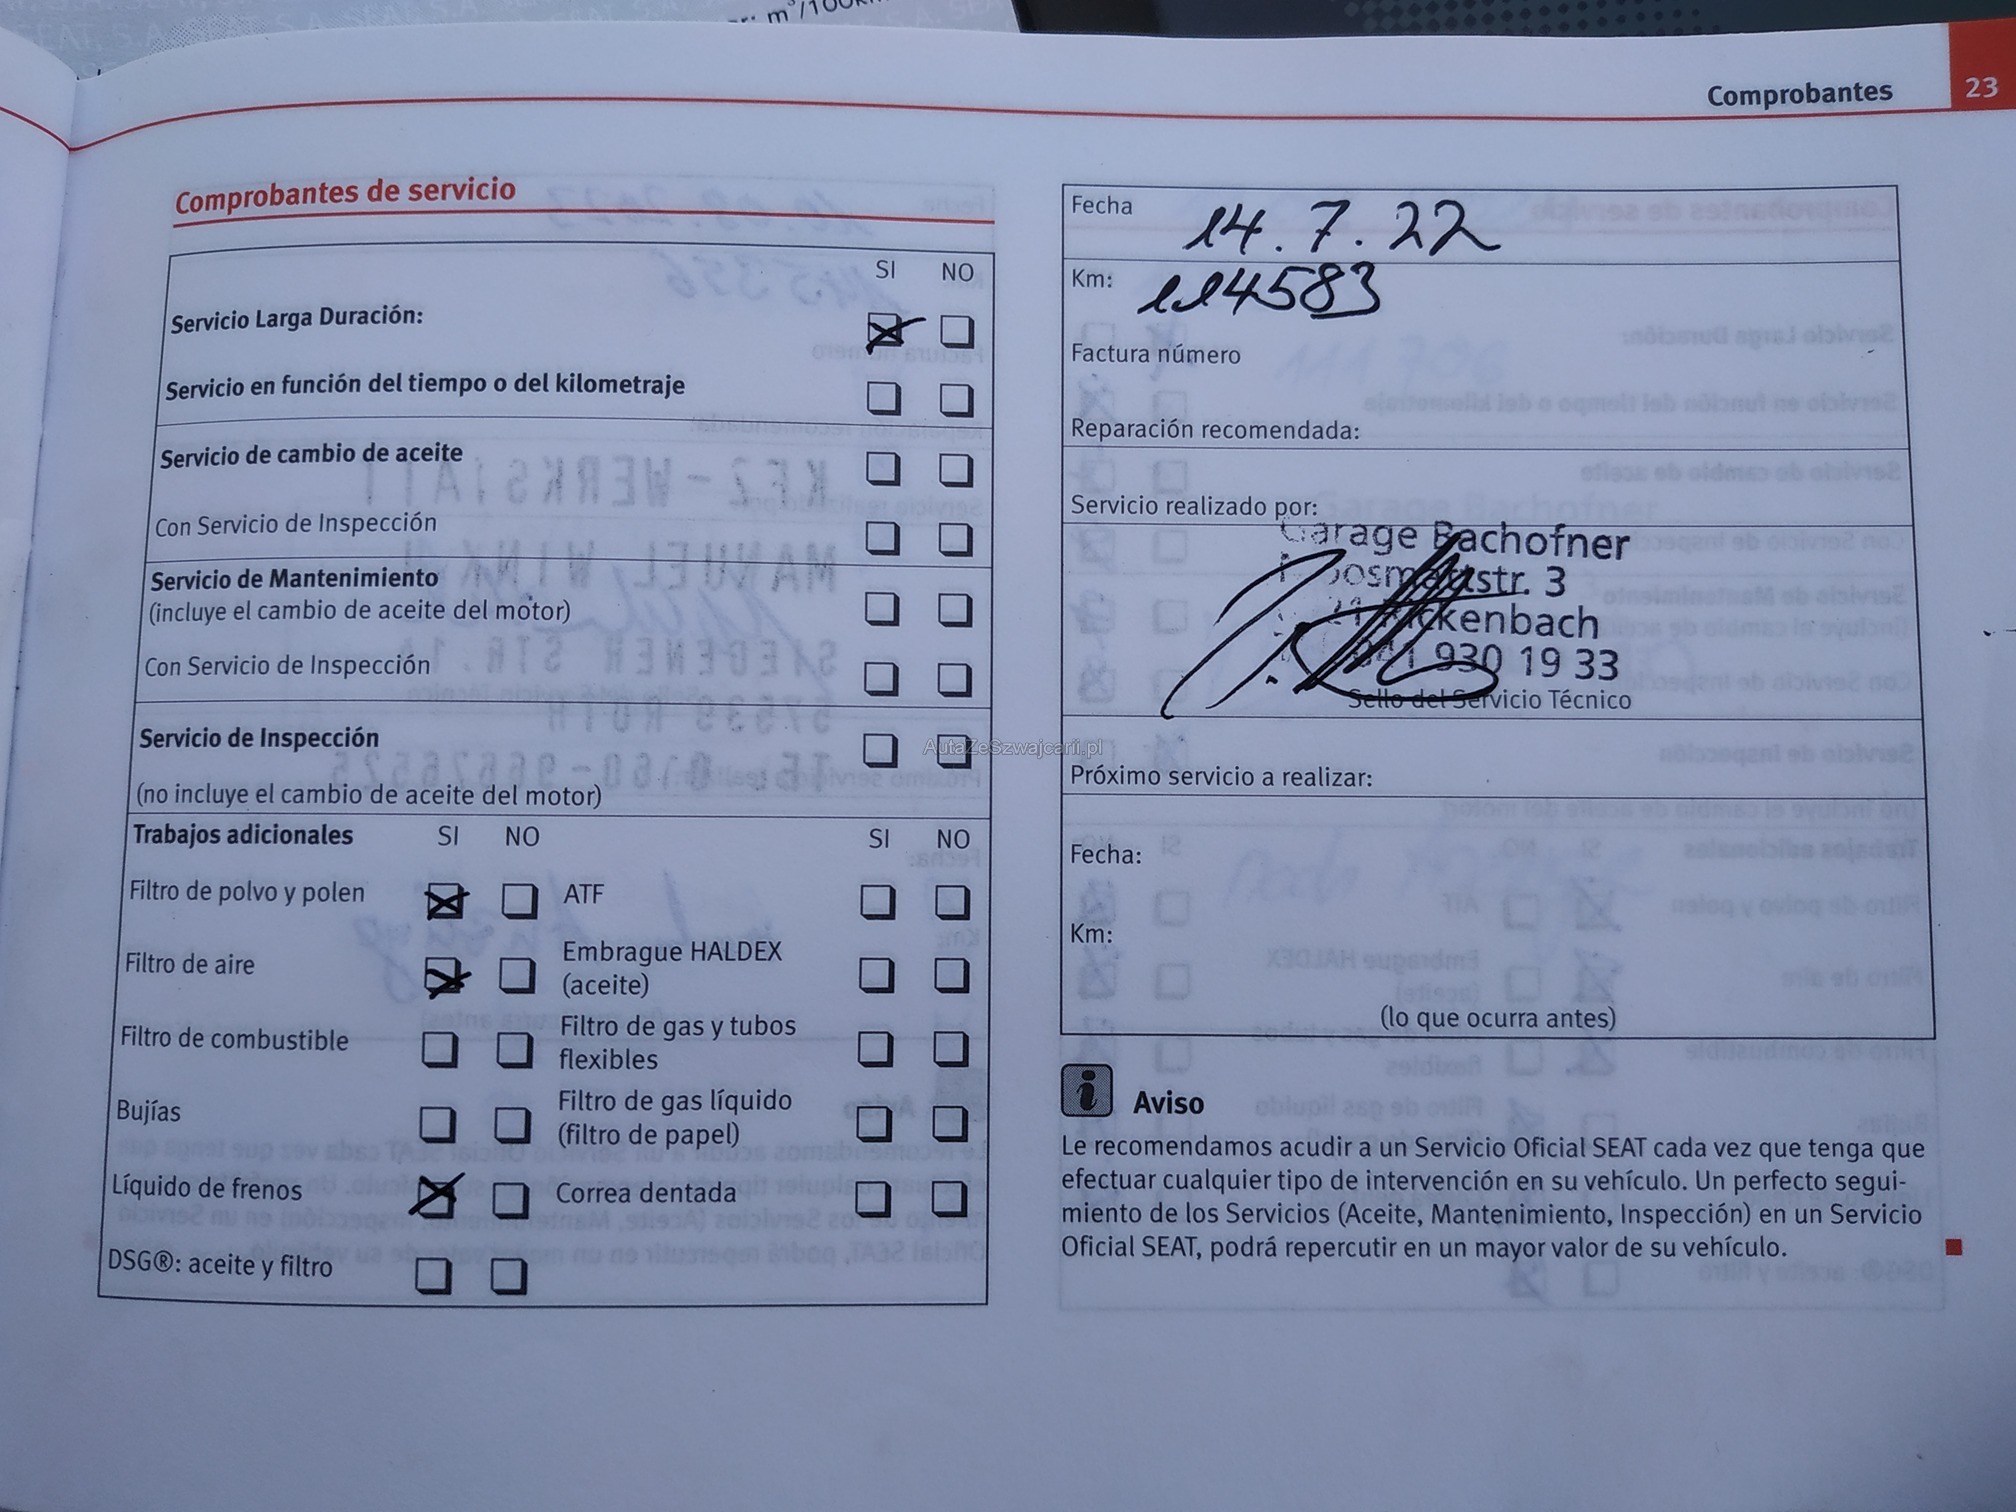 m³/100k
Comprobantes 23
Comprobantes de servicio
SI NO
Servicio Larga Duración:
Servicio en función del tiempo o del kilometraje
Servicio de cambio de aceite
Con Servicio de Inspección
Servicio de Mantenimiento
(incluye el cambio de aceite del motor)
Con Servicio de Inspección
Servicio de Inspección
(no incluye el cambio de aceite del motor)
Trabajos adicionales SI NO SI NO
Filtro de polvo y polen ATF
Filtro de aire Embrague HALDEX
(aceite)
Filtro de combustible Filtro de gas y tubos
flexibles
Bujías Filtro de gas líquido
(filtro de papel)
Líquido de frenos Correa dentada
DSG®: aceite y filtro
Fecha 14.7.22
Km: 114583
Factura número
Reparación recomendada:
Servicio realizado por:
Garage Bachofner
3
Rickenbach
041 930 19 33
Sello del Servicio Técnico
Próximo servicio a realizar:
Fecha:
Km:
(lo que ocurra antes)
Aviso
Le recomendamos acudir a un Servicio Oficial SEAT cada vez que tenga que
efectuar cualquier tipo de intervención en su vehículo. Un perfecto segui-
miento de los Servicios (Aceite, Mantenimiento, Inspección) en un Servicio
Oficial SEAT, podrá repercutir en un mayor valor de su vehículo.
AutaZeSzwajcarii.pl